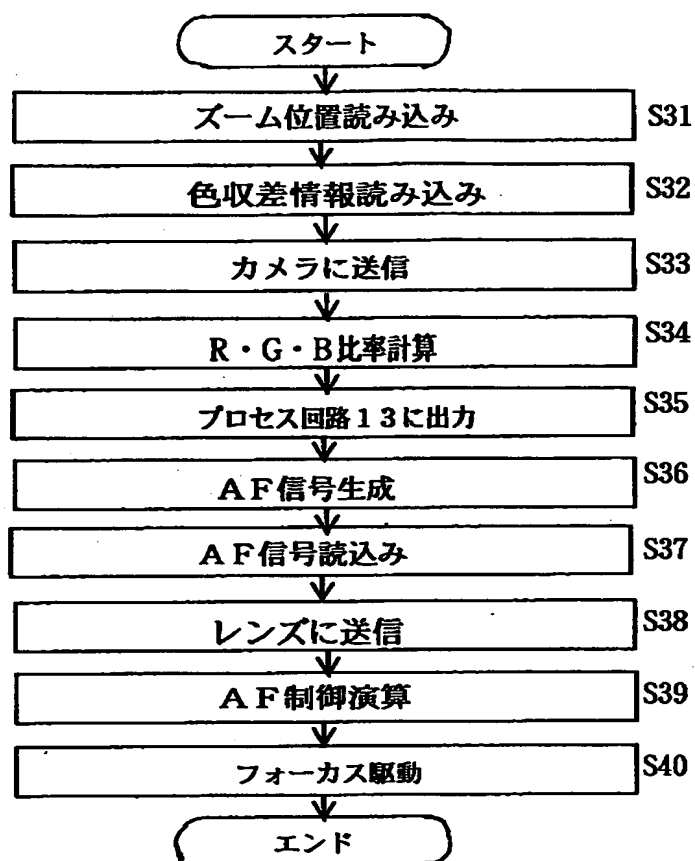 スタート
ズーム位置読み込み S31
色収差情報読み込み S32
カメラに送信 S33
R・G・B比率計算 S34
プロセス回路13に出力 S35
AF信号生成 S36
AF信号読込み S37
レンズに送信 S38
AF制御演算 S39
フォーカス駆動 S40
エンド